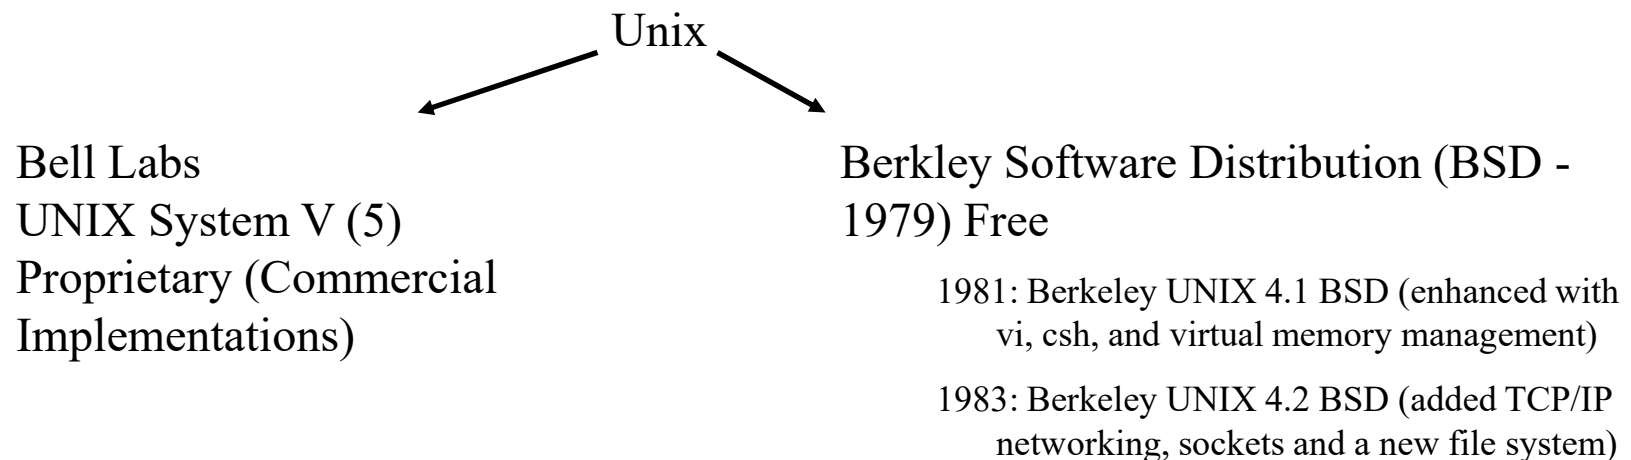 Unix
Bell Labs
UNIX System V (5)
Proprietary (Commercial
Implementations)
Berkley Software Distribution (BSD -
1979) Free
1981: Berkeley UNIX 4.1 BSD (enhanced with
vi, csh, and virtual memory management)
1983: Berkeley UNIX 4.2 BSD (added TCP/IP
networking, sockets and a new file system)